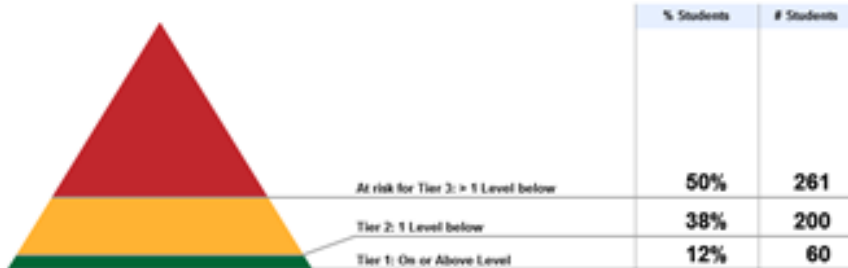 % Students # Students
At risk for Tier 3: > 1 Level below 50% 261
Tier 2: 1 Level below 38% 200
Tier 1: On or Above Level 12% 60